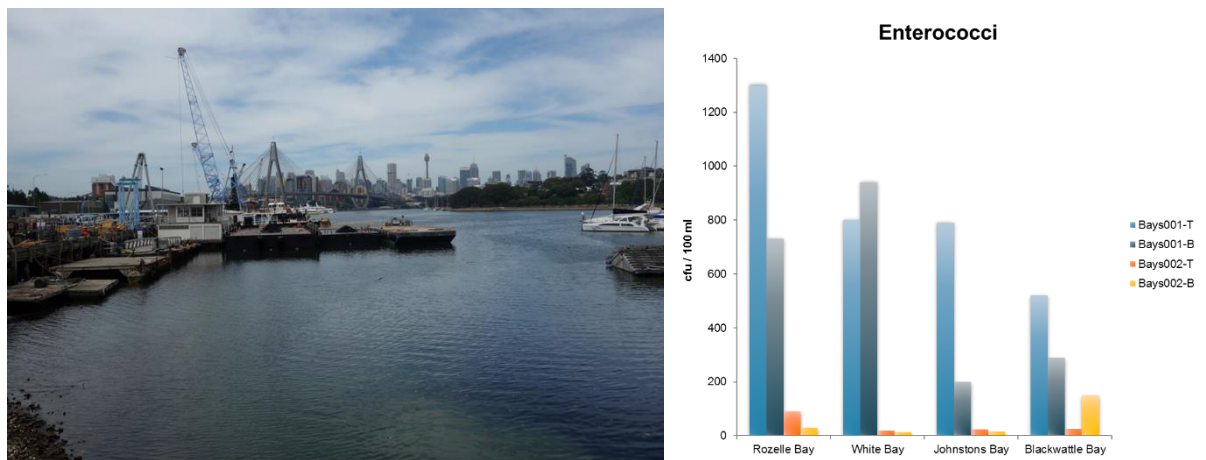 Enterococci
1400
1200
1000
800
600
400
200
0
cfu / 100 ml
Rozelle Bay
White Bay
Johnstons Bay
Blackwattle Bay
Bays001-T
Bays001-B
Bays002-T
Bays002-B